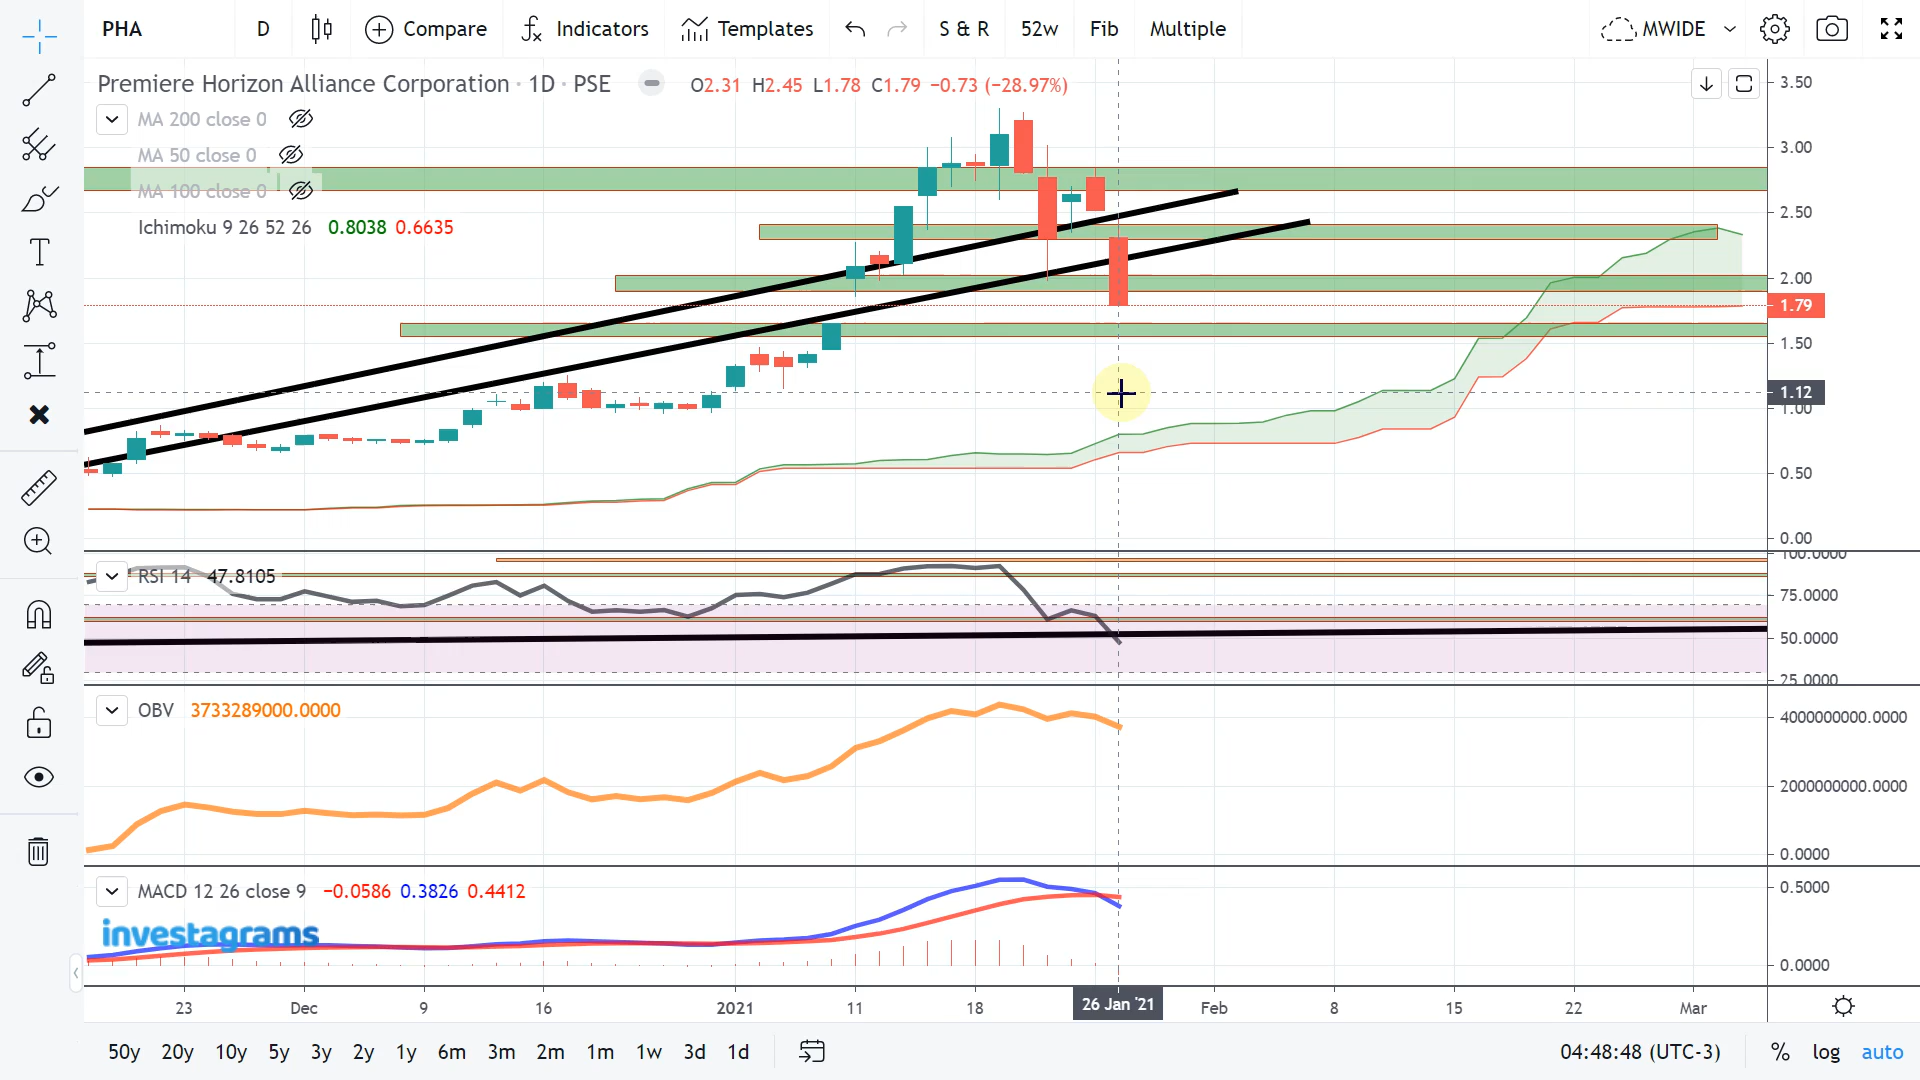 PHA D Compare Indicators Templates S & R 52w Fib Multiple MWIDE
Premiere Horizon Alliance Corporation · 1D · PSE O2.31 H2.45 L1.78 C1.79 −0.73 (−28.97%)
MA 200 close 0
MA 50 close 0
MA 100 close 0
Ichimoku 9 26 52 26 0.8038 0.6635
3.50
3.00
2.50
2.00
1.79
1.50
1.12
1.00
0.50
0.00
RSI 14 47.8105
100.0000
75.0000
50.0000
25.0000
OBV 3733289000.0000
4000000000.0000
2000000000.0000
0.0000
MACD 12 26 close 9 −0.0586 0.3826 0.4412
0.5000
investagrams
0.0000
23 Dec 9 16 2021 11 18 26 Jan '21 Feb 8 15 22 Mar
50y 20y 10y 5y 3y 2y 1y 6m 3m 2m 1m 1w 3d 1d 04:48:48 (UTC-3) % log auto